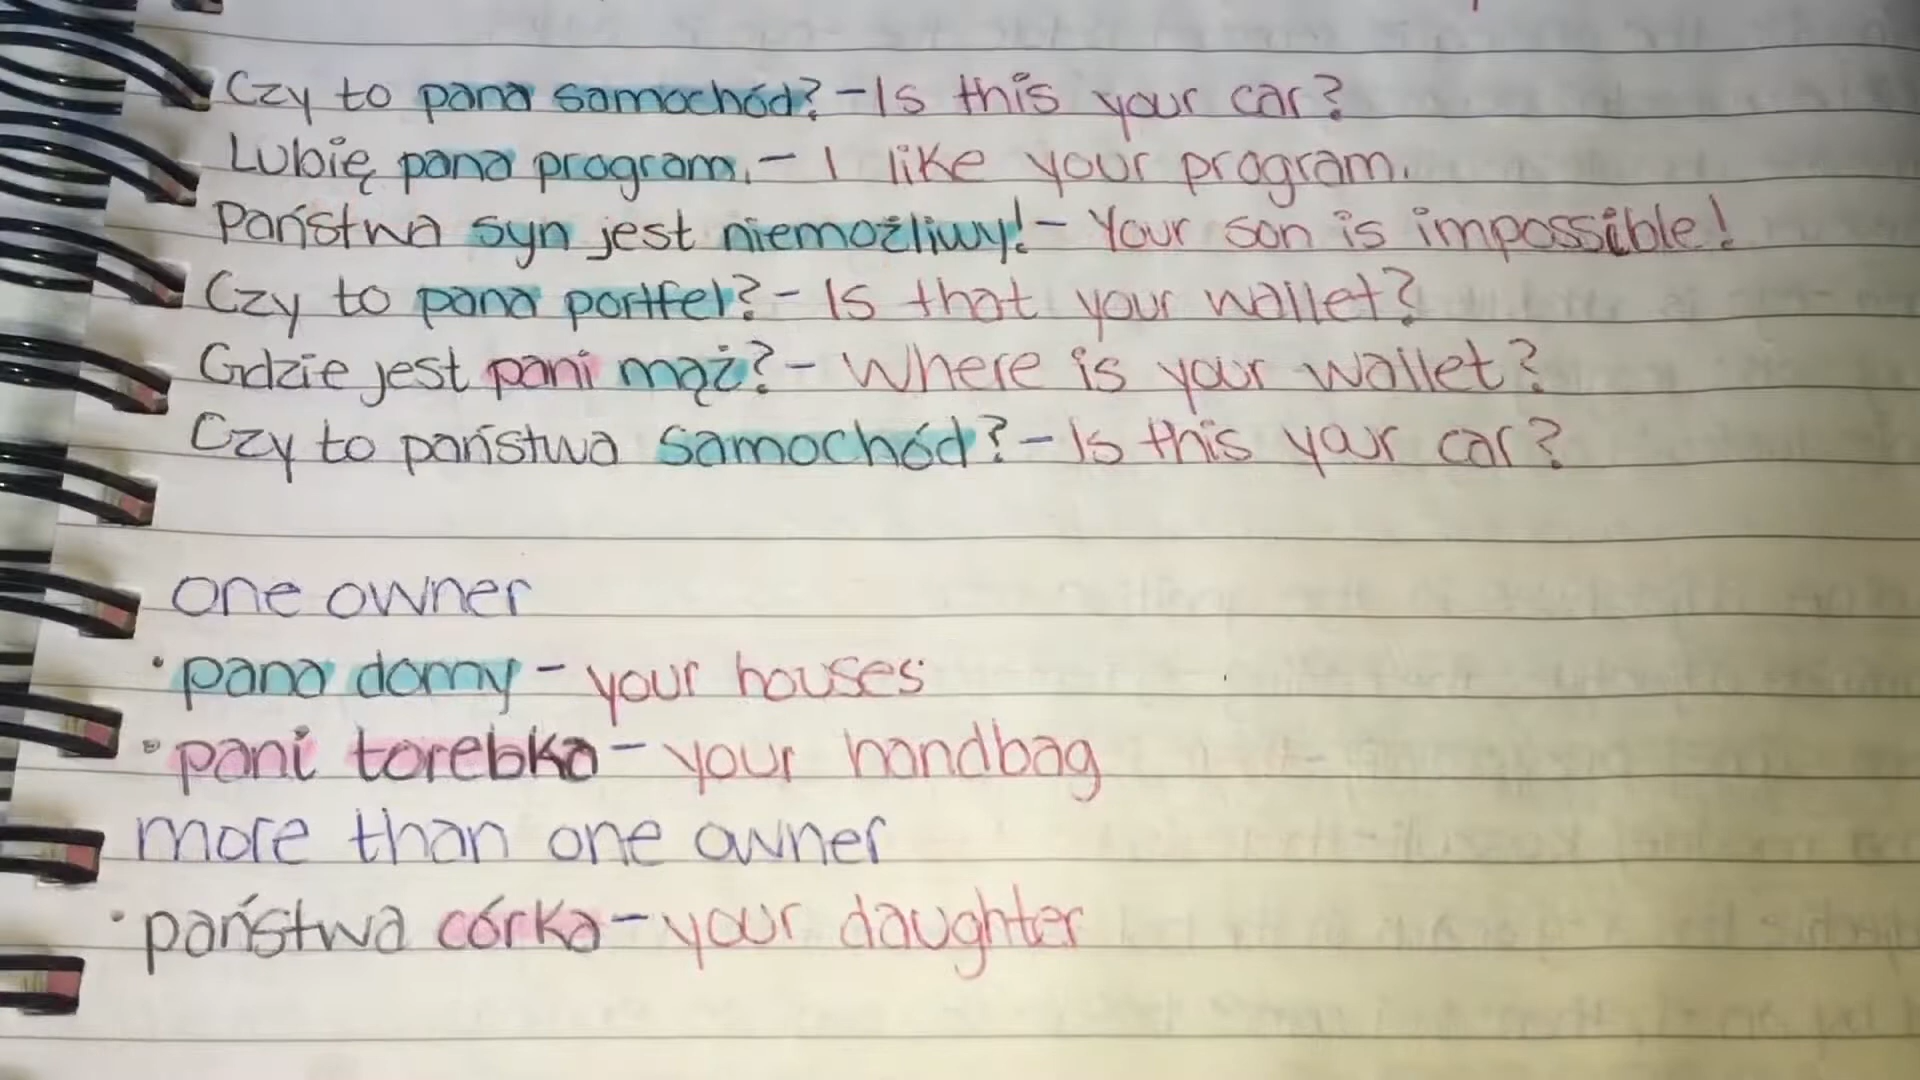 Czy to pana samochód? - Is this your car?
Lubię pana program. - I like your program.
Państwa syn jest niemożliwy! - Your son is impossible!
Czy to pana portfel? - Is that your wallet?
Gdzie jest pani mąż? - Where is your wallet?
Czy to państwa samochód? - Is this your car?
one owner
• pana domy - your houses
• pani torebka - your handbag
more than one owner
• państwa córka - your daughter